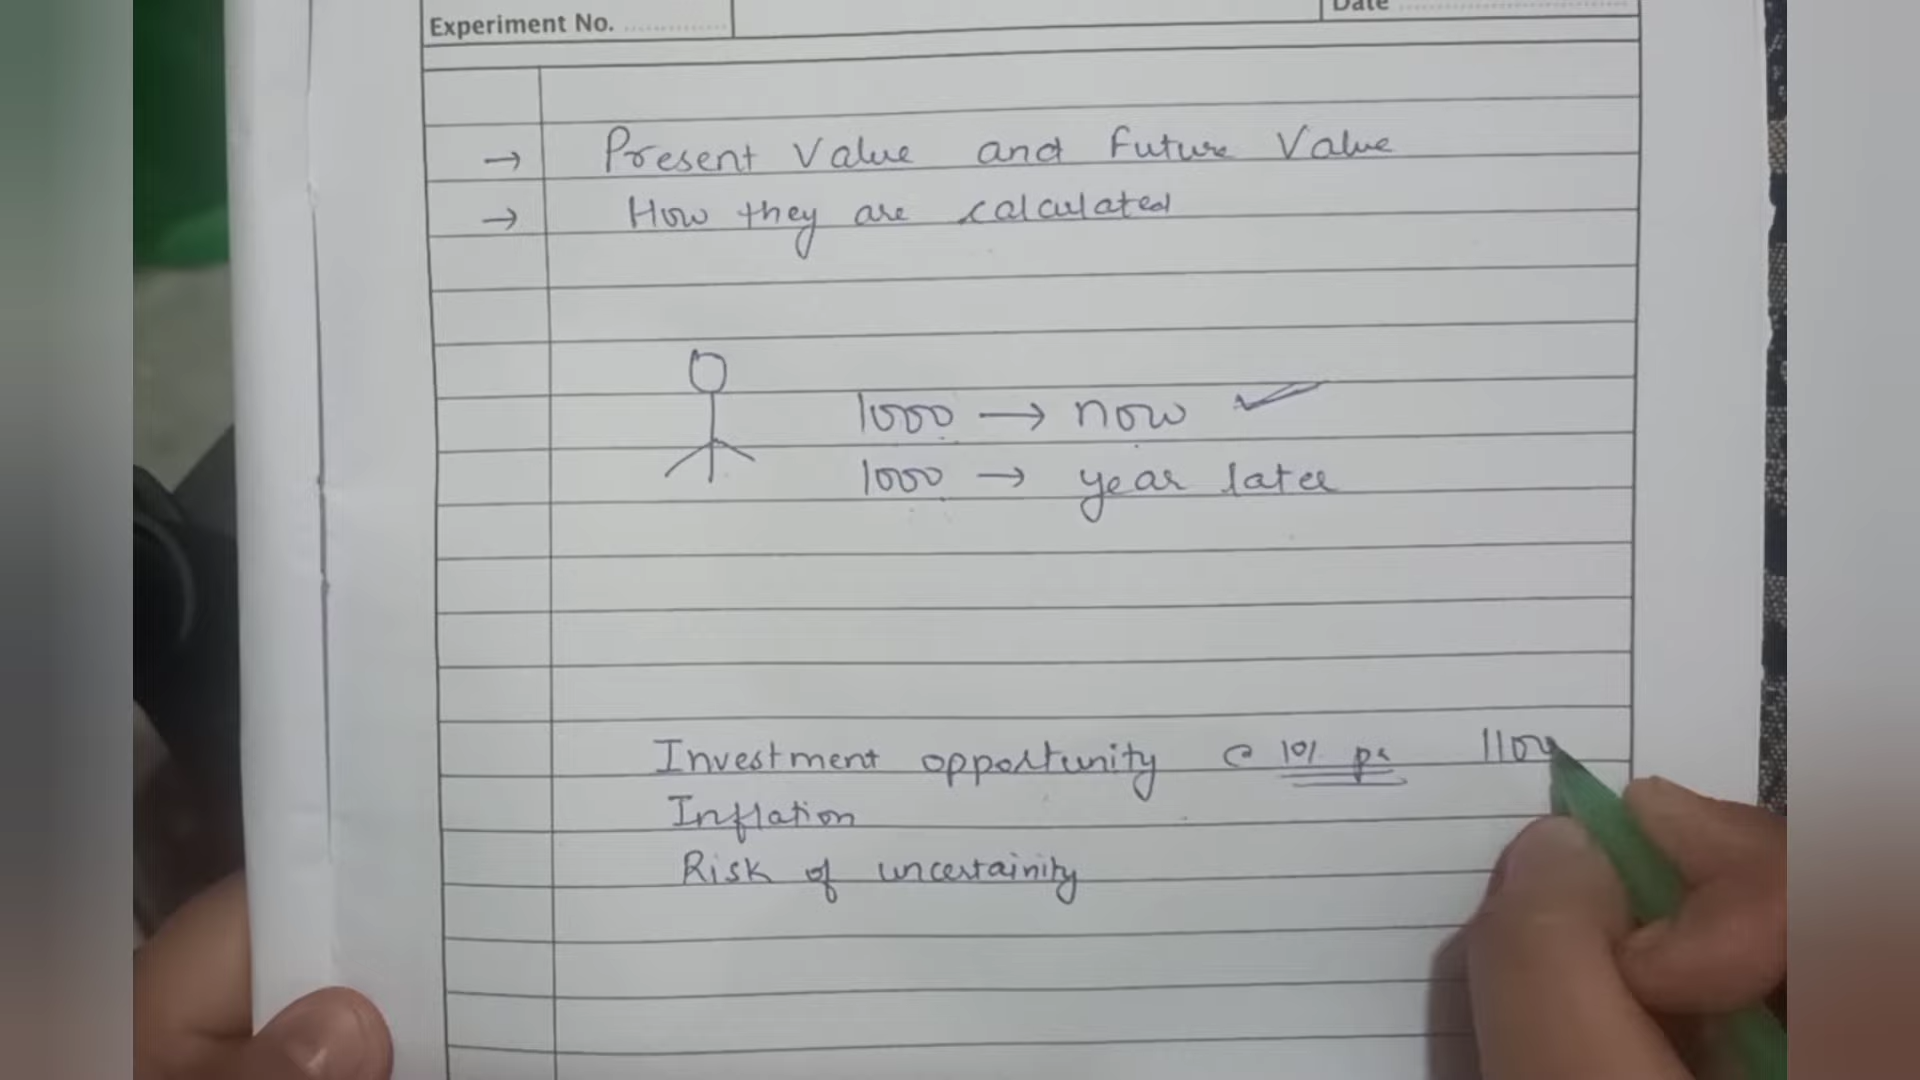 Experiment No.
Date
→ Present Value and Future Value
→ How they are calculated
1000 → now ✓
1000 → year later
Investment opportunity @ 10% pa 1100
Inflation
Risk of uncertainity